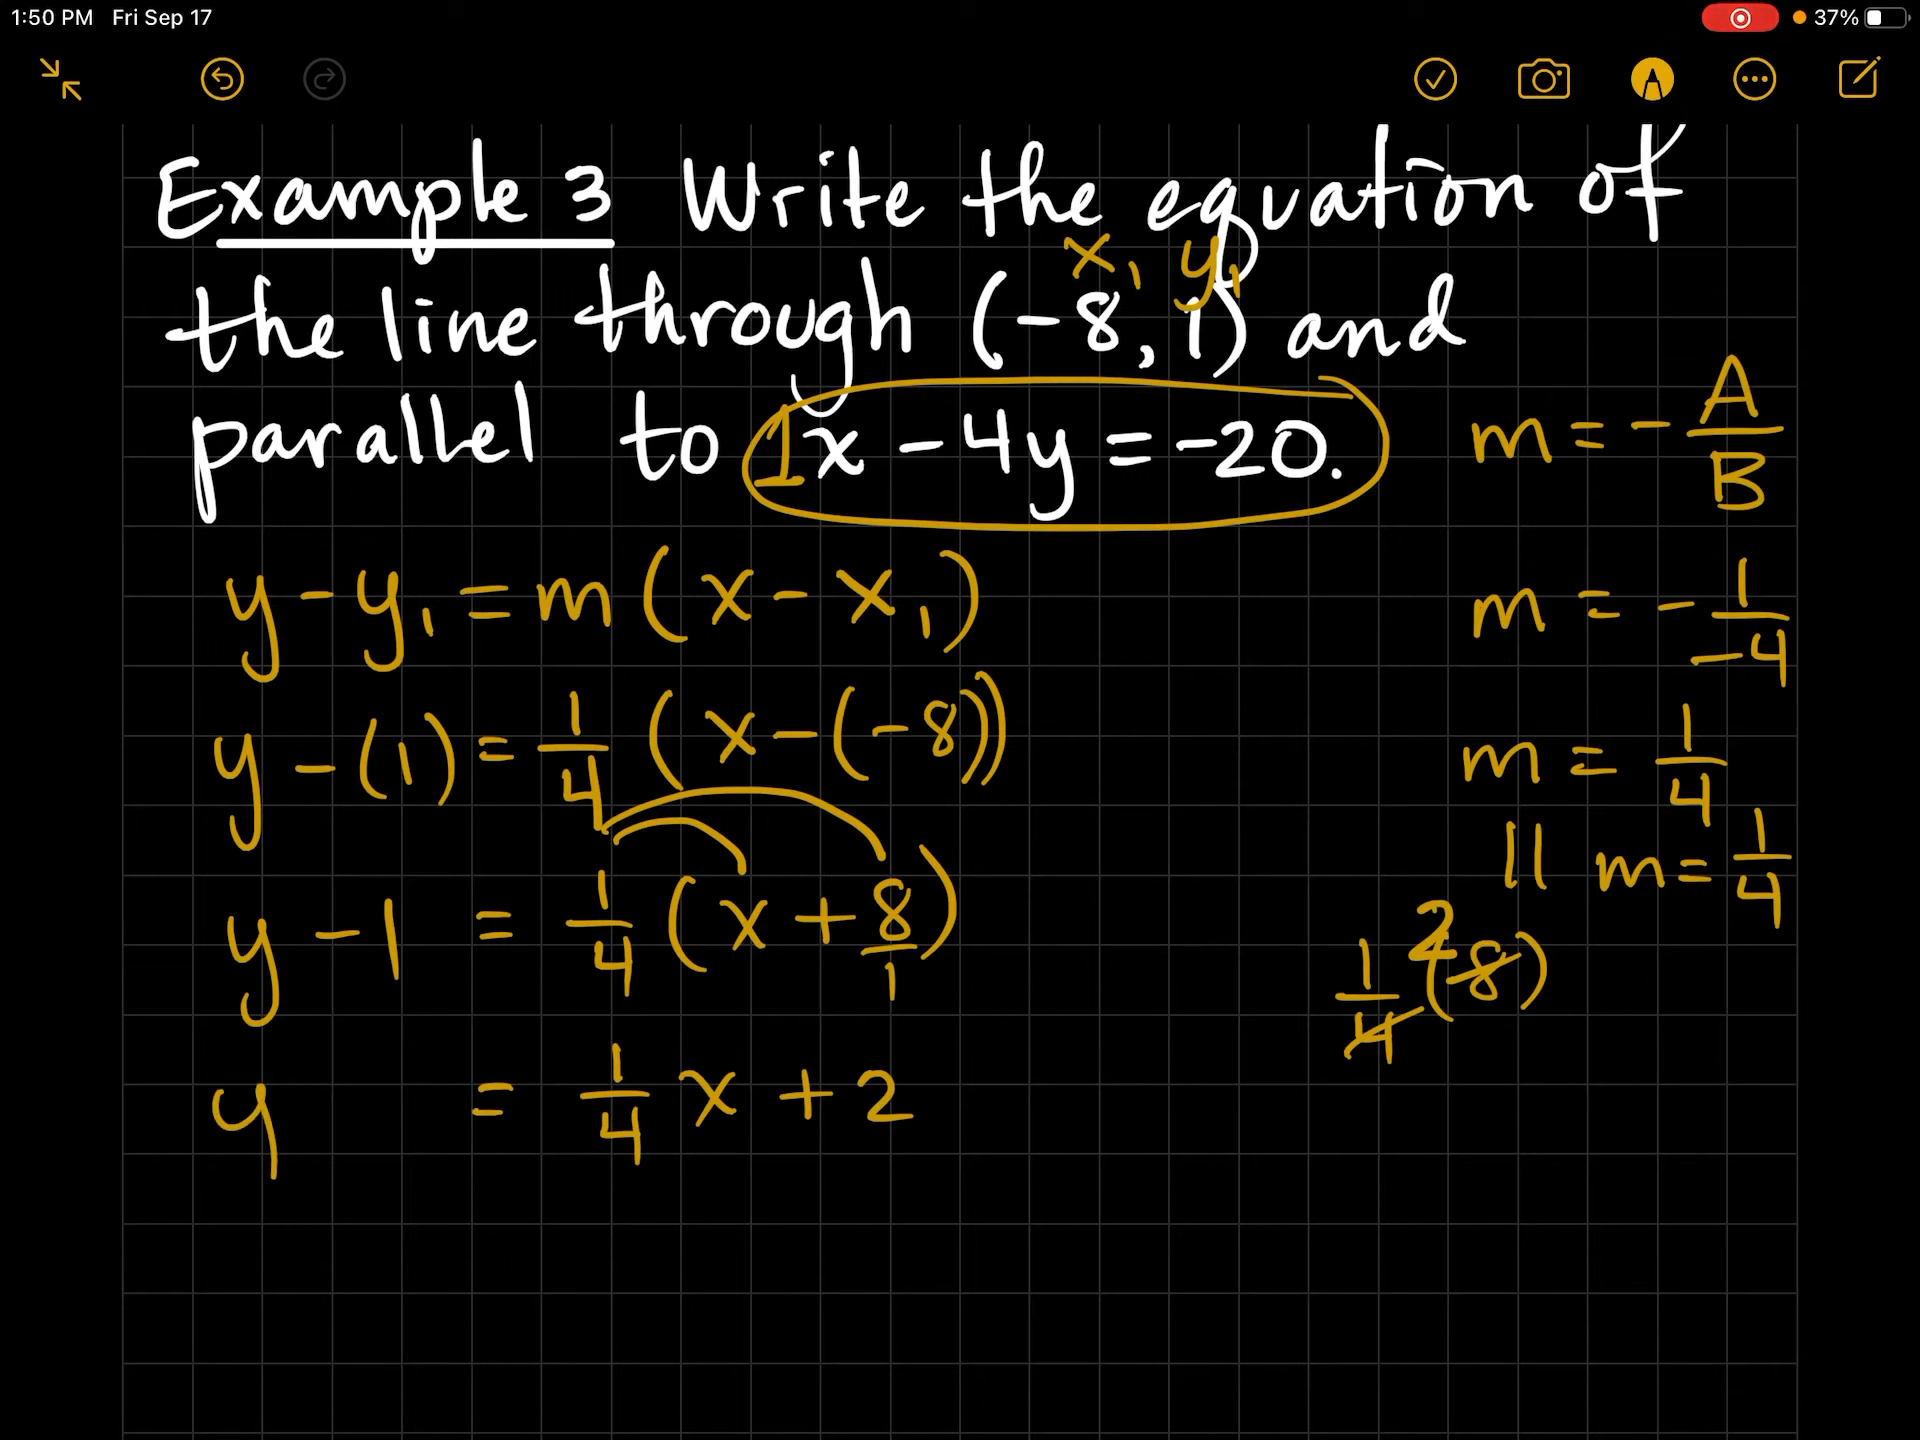 1:50 PM Fri Sep 17
37%
Example 3 Write the equation of
x₁ y₁
the line through (-8, 1) and
parallel to 1x - 4y = -20.
m = - A/B
y - y₁ = m(x - x₁)
m = - 1/-4
y - (1) = 1/4 (x - (-8))
m = 1/4
|| m = 1/4
y - 1 = 1/4 (x + 8/1)
1/4 (8) 2
y = 1/4 x + 2